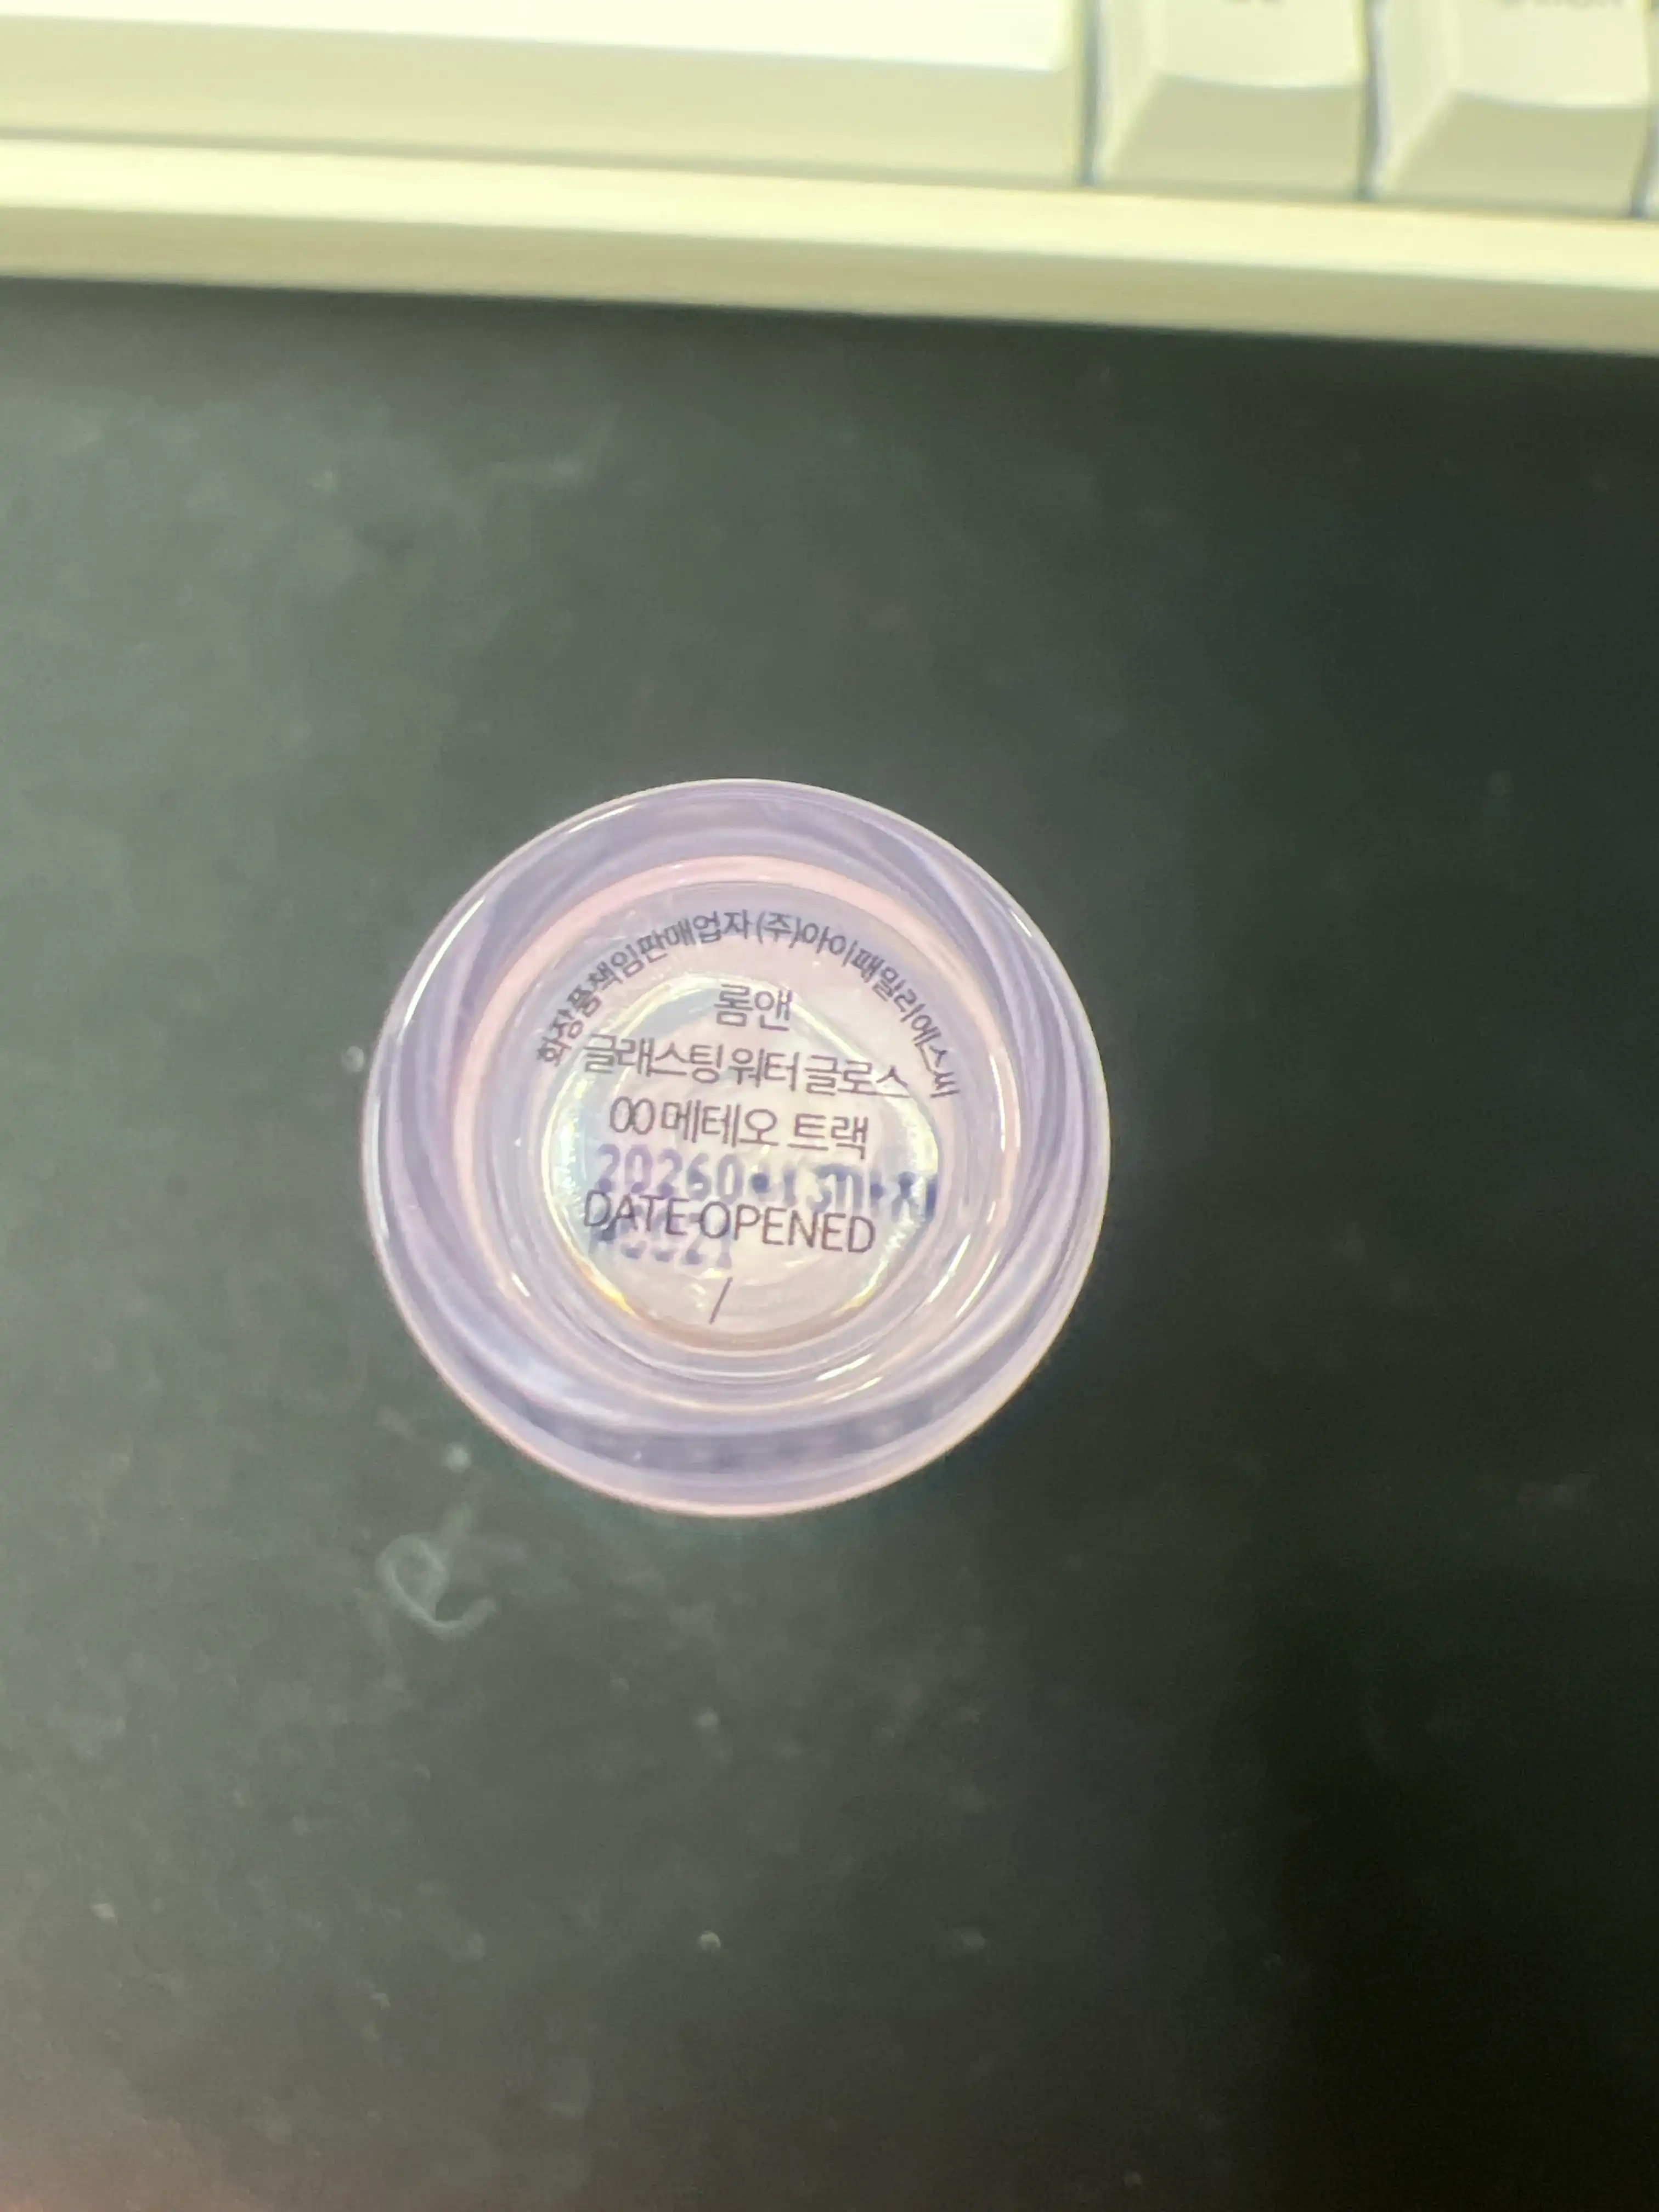 화장품책임판매업자 (주)아이패밀리에스씨
롬앤
글래스팅 워터 글로스
00 메테오 트랙
DATE OPENED
/